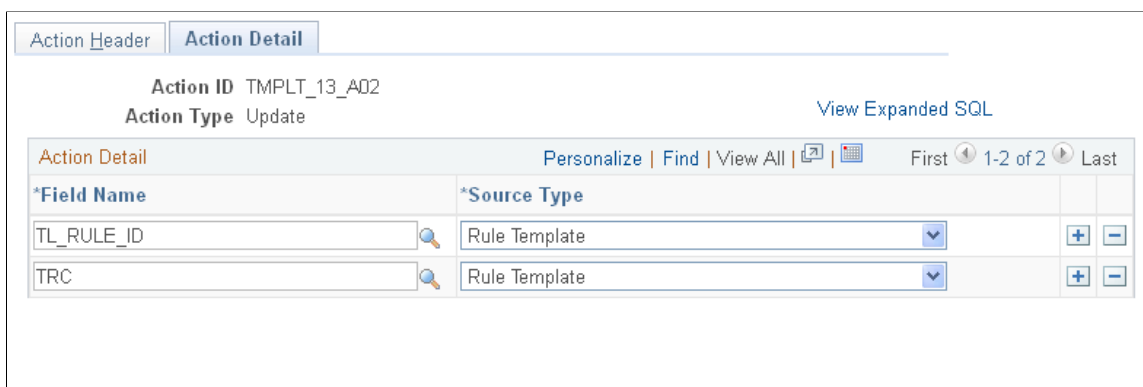 Action Header
Action Detail
Action ID TMPLT_13_A02
Action Type Update
View Expanded SQL
Action Detail Personalize | Find | View All | | First 1-2 of 2 Last
*Field Name *Source Type
TL_RULE_ID Rule Template
TRC Rule Template